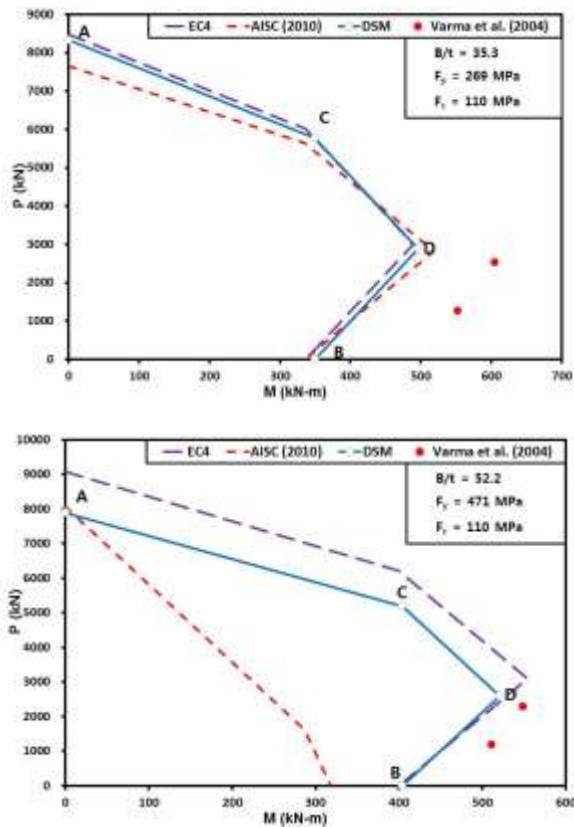 EC4 AISC (2010) DSM Varma et al. (2004)
B/t = 35.3
Fy = 269 MPa
Fc = 110 MPa
P (kN)
9000
8000
7000
6000
5000
4000
3000
2000
1000
0
A
C
D
B
0 100 200 300 400 500 600 700
M (kN-m)
EC4 AISC (2010) DSM Varma et al. (2004)
B/t = 52.2
Fy = 471 MPa
Fc = 110 MPa
P (kN)
10000
9000
8000
7000
6000
5000
4000
3000
2000
1000
0
A
C
D
B
0 100 200 300 400 500 600
M (kN-m)